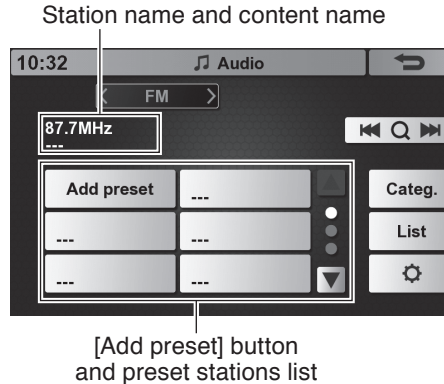 Station name and content name
10:32
Audio
FM
87.7MHz
---
Add preset
---
Categ.
---
---
List
---
---
[Add preset] button
and preset stations list